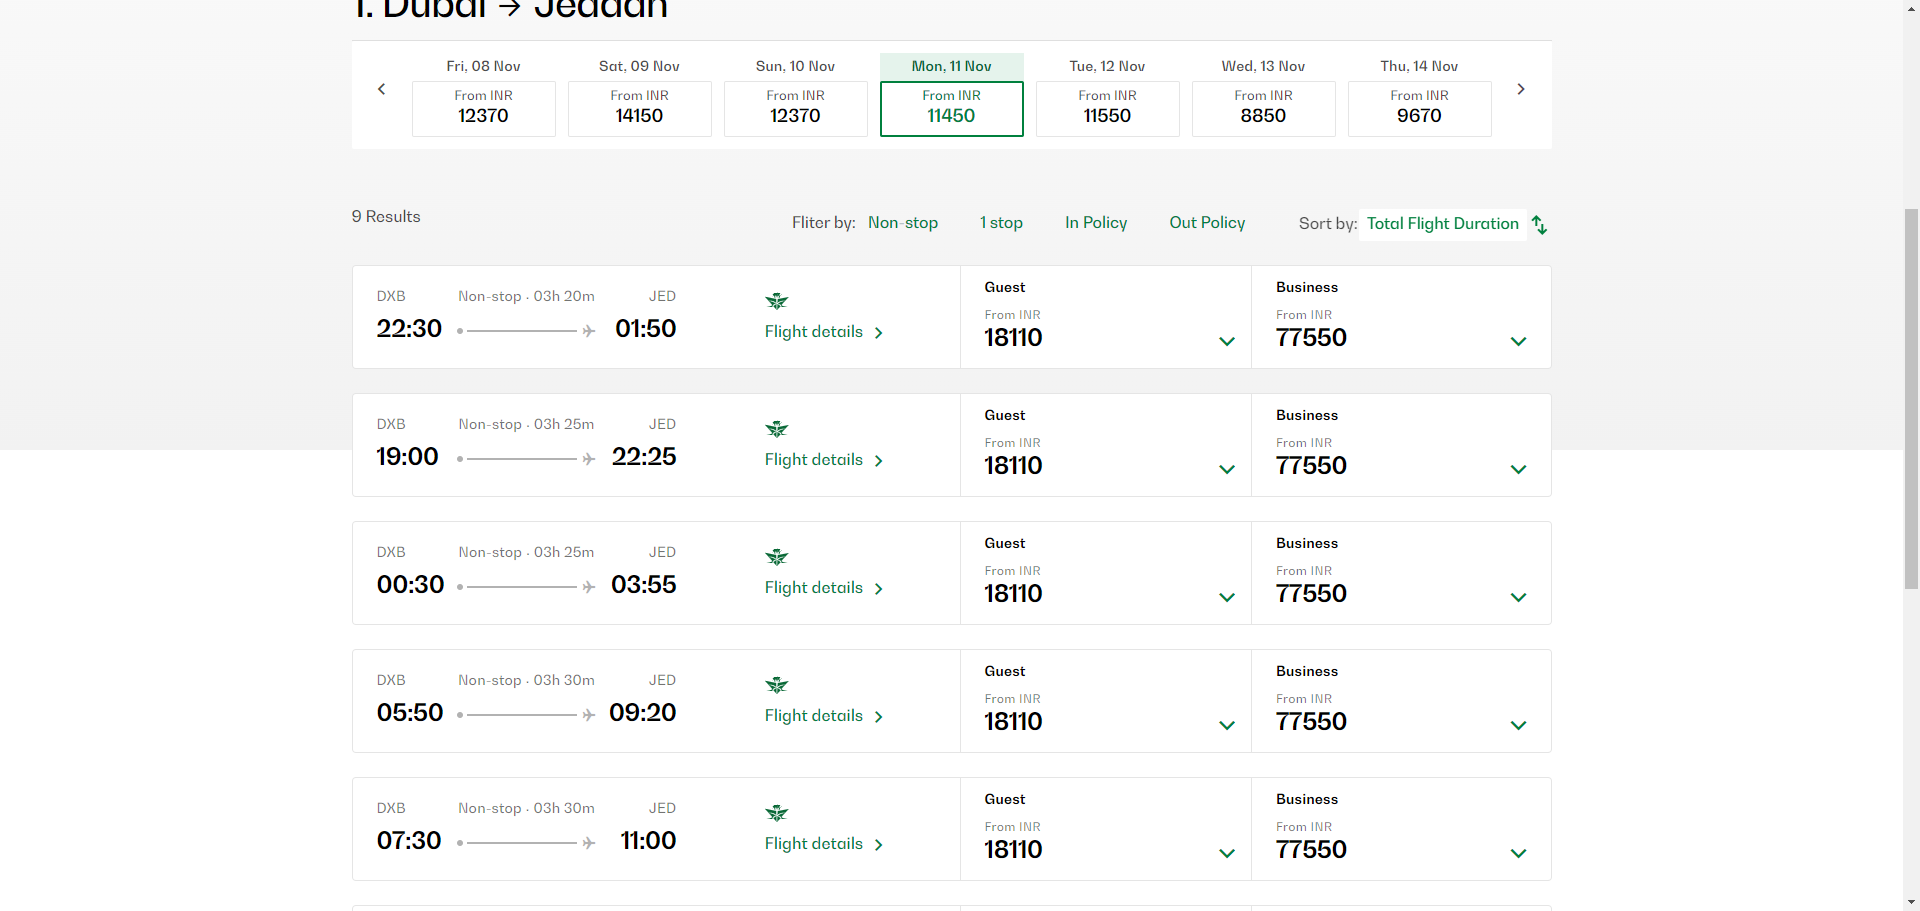 1. Dubai → Jeddah
Fri, 08 Nov
From INR
12370
Sat, 09 Nov
From INR
14150
Sun, 10 Nov
From INR
12370
Mon, 11 Nov
From INR
11450
Tue, 12 Nov
From INR
11550
Wed, 13 Nov
From INR
8850
Thu, 14 Nov
From INR
9670
9 Results
Fliter by: Non-stop 1 stop In Policy Out Policy
Sort by: Total Flight Duration
DXB Non-stop · 03h 20m JED
22:30 01:50
Flight details
Guest
From INR
18110
Business
From INR
77550
DXB Non-stop · 03h 25m JED
19:00 22:25
Flight details
Guest
From INR
18110
Business
From INR
77550
DXB Non-stop · 03h 25m JED
00:30 03:55
Flight details
Guest
From INR
18110
Business
From INR
77550
DXB Non-stop · 03h 30m JED
05:50 09:20
Flight details
Guest
From INR
18110
Business
From INR
77550
DXB Non-stop · 03h 30m JED
07:30 11:00
Flight details
Guest
From INR
18110
Business
From INR
77550